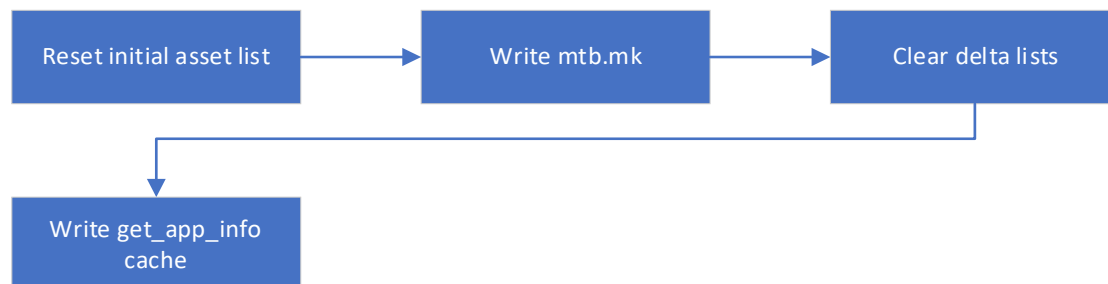 Reset initial asset list
Write mtb.mk
Clear delta lists
Write get_app_info
cache